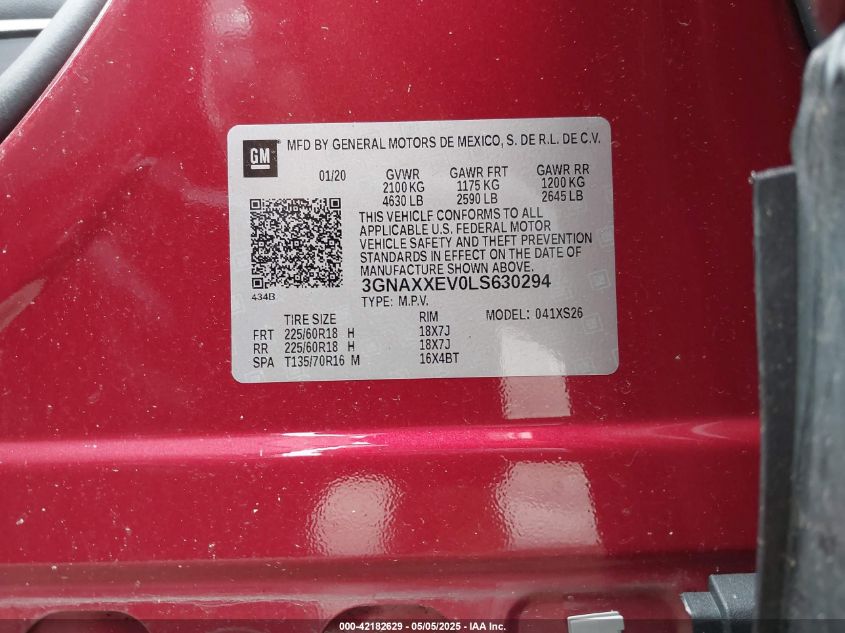 GM
MFD BY GENERAL MOTORS DE MEXICO, S. DE R.L. DE C.V.
01/20 GVWR GAWR FRT GAWR RR
2100 KG 1175 KG 1200 KG
4630 LB 2590 LB 2645 LB
THIS VEHICLE CONFORMS TO ALL
APPLICABLE U.S. FEDERAL MOTOR
VEHICLE SAFETY AND THEFT PREVENTION
STANDARDS IN EFFECT ON THE DATE OF
MANUFACTURE SHOWN ABOVE.
434B
3GNAXXEV0LS630294
TYPE: M.P.V.
TIRE SIZE RIM MODEL: 041XS26
FRT 225/60R18 H 18X7J
RR 225/60R18 H 18X7J
SPA T135/70R16 M 16X4BT
000-42182629 - 05/05/2025 - IAA Inc.